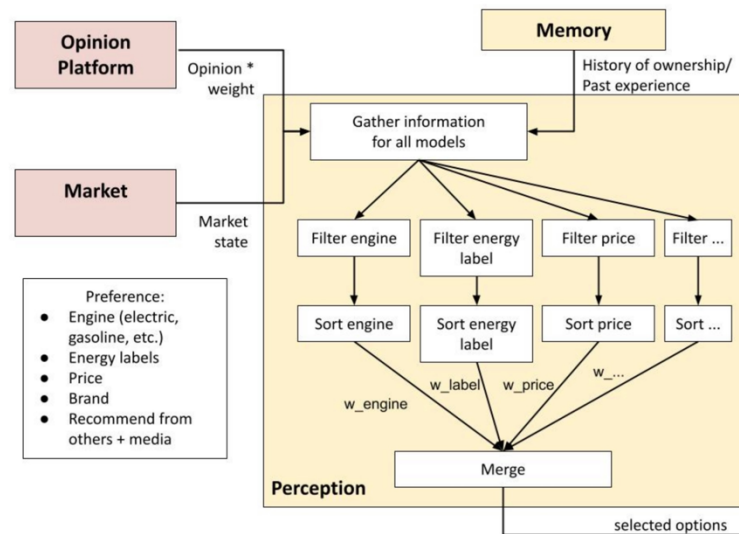 Opinion
Platform
Opinion *
weight
Memory
History of ownership/
Past experience
Gather information
for all models
Market
Market
state
Filter engine
Filter energy
label
Filter price
Filter ...
Preference:
● Engine (electric,
gasoline, etc.)
● Energy labels
● Price
● Brand
● Recommend from
others + media
Sort engine
Sort energy
label
Sort price
Sort ...
w_engine
w_label
w_price
w_...
Merge
Perception
selected options